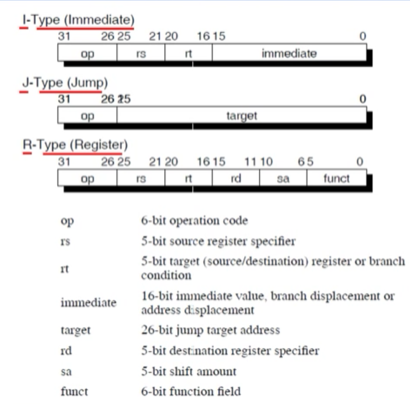 I-Type (Immediate)
31 26 25 21 20 16 15 0
op rs rt immediate
J-Type (Jump)
31 26 25 0
op target
R-Type (Register)
31 26 25 21 20 16 15 11 10 6 5 0
op rs rt rd sa funct
op 6-bit operation code
rs 5-bit source register specifier
rt 5-bit target (source/destination) register or branch
condition
immediate 16-bit immediate value, branch displacement or
address displacement
target 26-bit jump target address
rd 5-bit destination register specifier
sa 5-bit shift amount
funct 6-bit function field